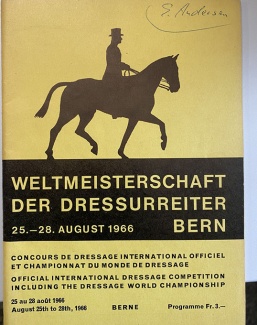 S. Andersen
WELTMEISTERSCHAFT
DER DRESSURREITER
25.–28. AUGUST 1966 BERN
CONCOURS DE DRESSAGE INTERNATIONAL OFFICIEL
ET CHAMPIONNAT DU MONDE DE DRESSAGE
OFFICIAL INTERNATIONAL DRESSAGE COMPETITION
INCLUDING THE DRESSAGE WORLD CHAMPIONSHIP
25 au 28 août 1966
August 25th to 28th, 1966 BERNE Programme Fr. 3.—